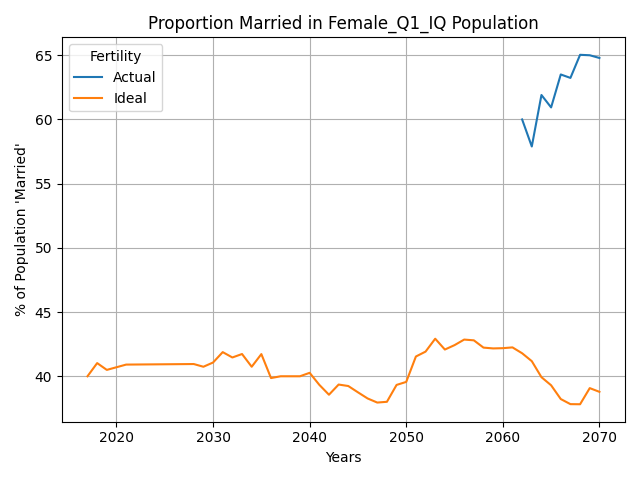 Proportion Married in Female_Q1_IQ Population
Fertility
Actual
Ideal
% of Population 'Married'
65
60
55
50
45
40
2020 2030 2040 2050 2060 2070
Years